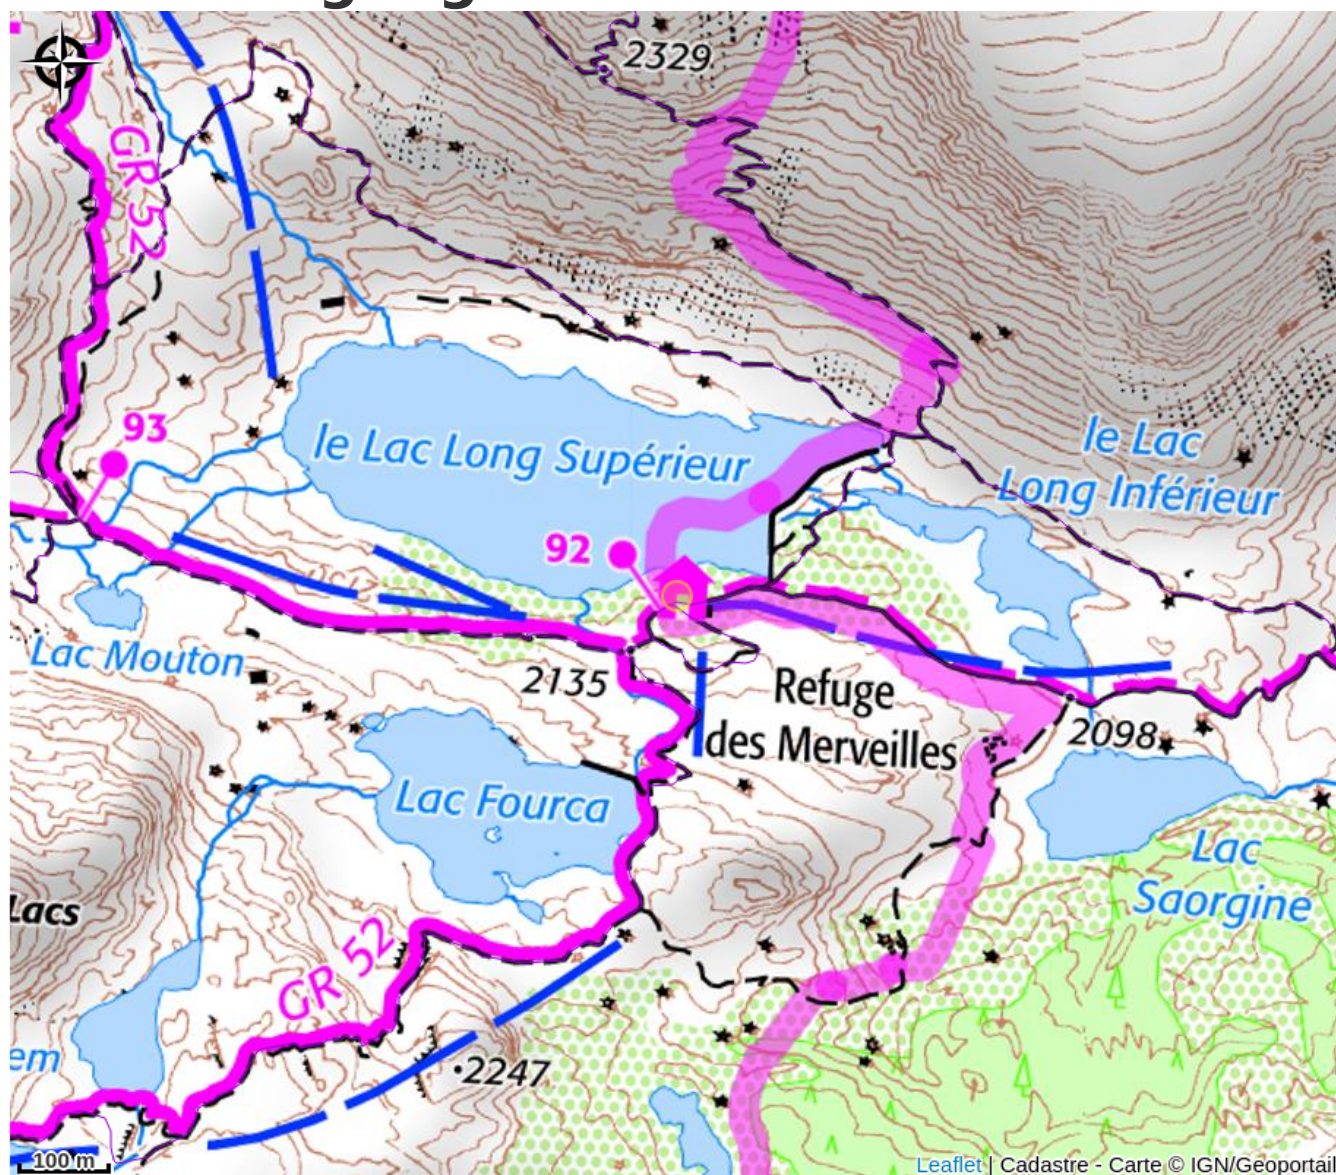 2329
GR 52
93
le Lac Long Supérieur
le Lac
Long Inférieur
92
Lac Mouton
2135
Refuge
des Merveilles
2098
Lac Fourca
Lac
Saorgine
Lacs
GR 52
em
2247
100 m
Leaflet | Cadastre - Carte © IGN/Geoportail